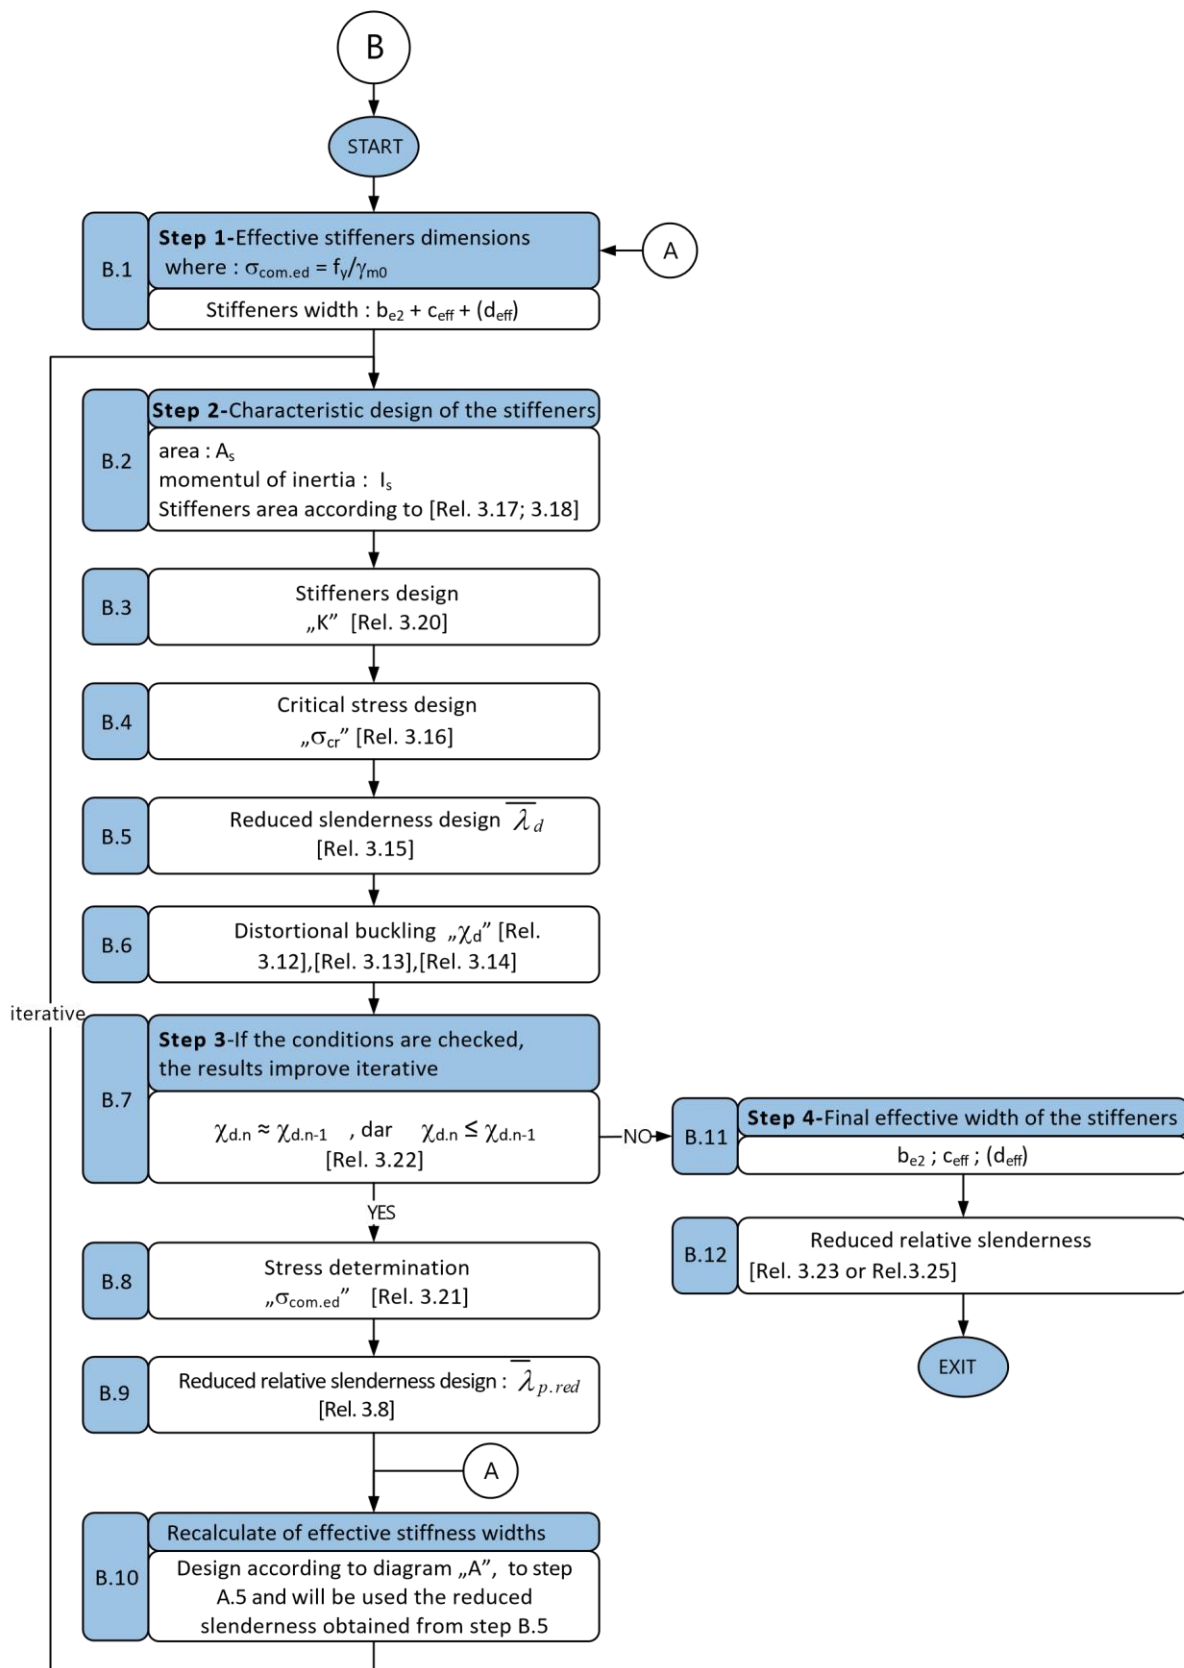 B
START
B.1
Step 1-Effective stiffeners dimensions
where : σcom.ed = fy/γm0
A
Stiffeners width : be2 + ceff + (deff)
B.2
Step 2-Characteristic design of the stiffeners
area : As
momentul of inertia : Is
Stiffeners area according to [Rel. 3.17; 3.18]
B.3
Stiffeners design
„K” [Rel. 3.20]
B.4
Critical stress design
„σcr” [Rel. 3.16]
B.5
Reduced slenderness design λ̅d
[Rel. 3.15]
B.6
Distortional buckling „χd” [Rel.
3.12],[Rel. 3.13],[Rel. 3.14]
iterative
B.7
Step 3-If the conditions are checked,
the results improve iterative
χd.n ≈ χd.n-1 , dar χd.n ≤ χd.n-1
[Rel. 3.22]
NO
YES
B.11
Step 4-Final effective width of the stiffeners
be2 ; ceff ; (deff)
B.12
Reduced relative slenderness
[Rel. 3.23 or Rel.3.25]
EXIT
B.8
Stress determination
„σcom.ed” [Rel. 3.21]
B.9
Reduced relative slenderness design : λ̅p.red
[Rel. 3.8]
A
B.10
Recalculate of effective stiffness widths
Design according to diagram „A”, to step
A.5 and will be used the reduced
slenderness obtained from step B.5